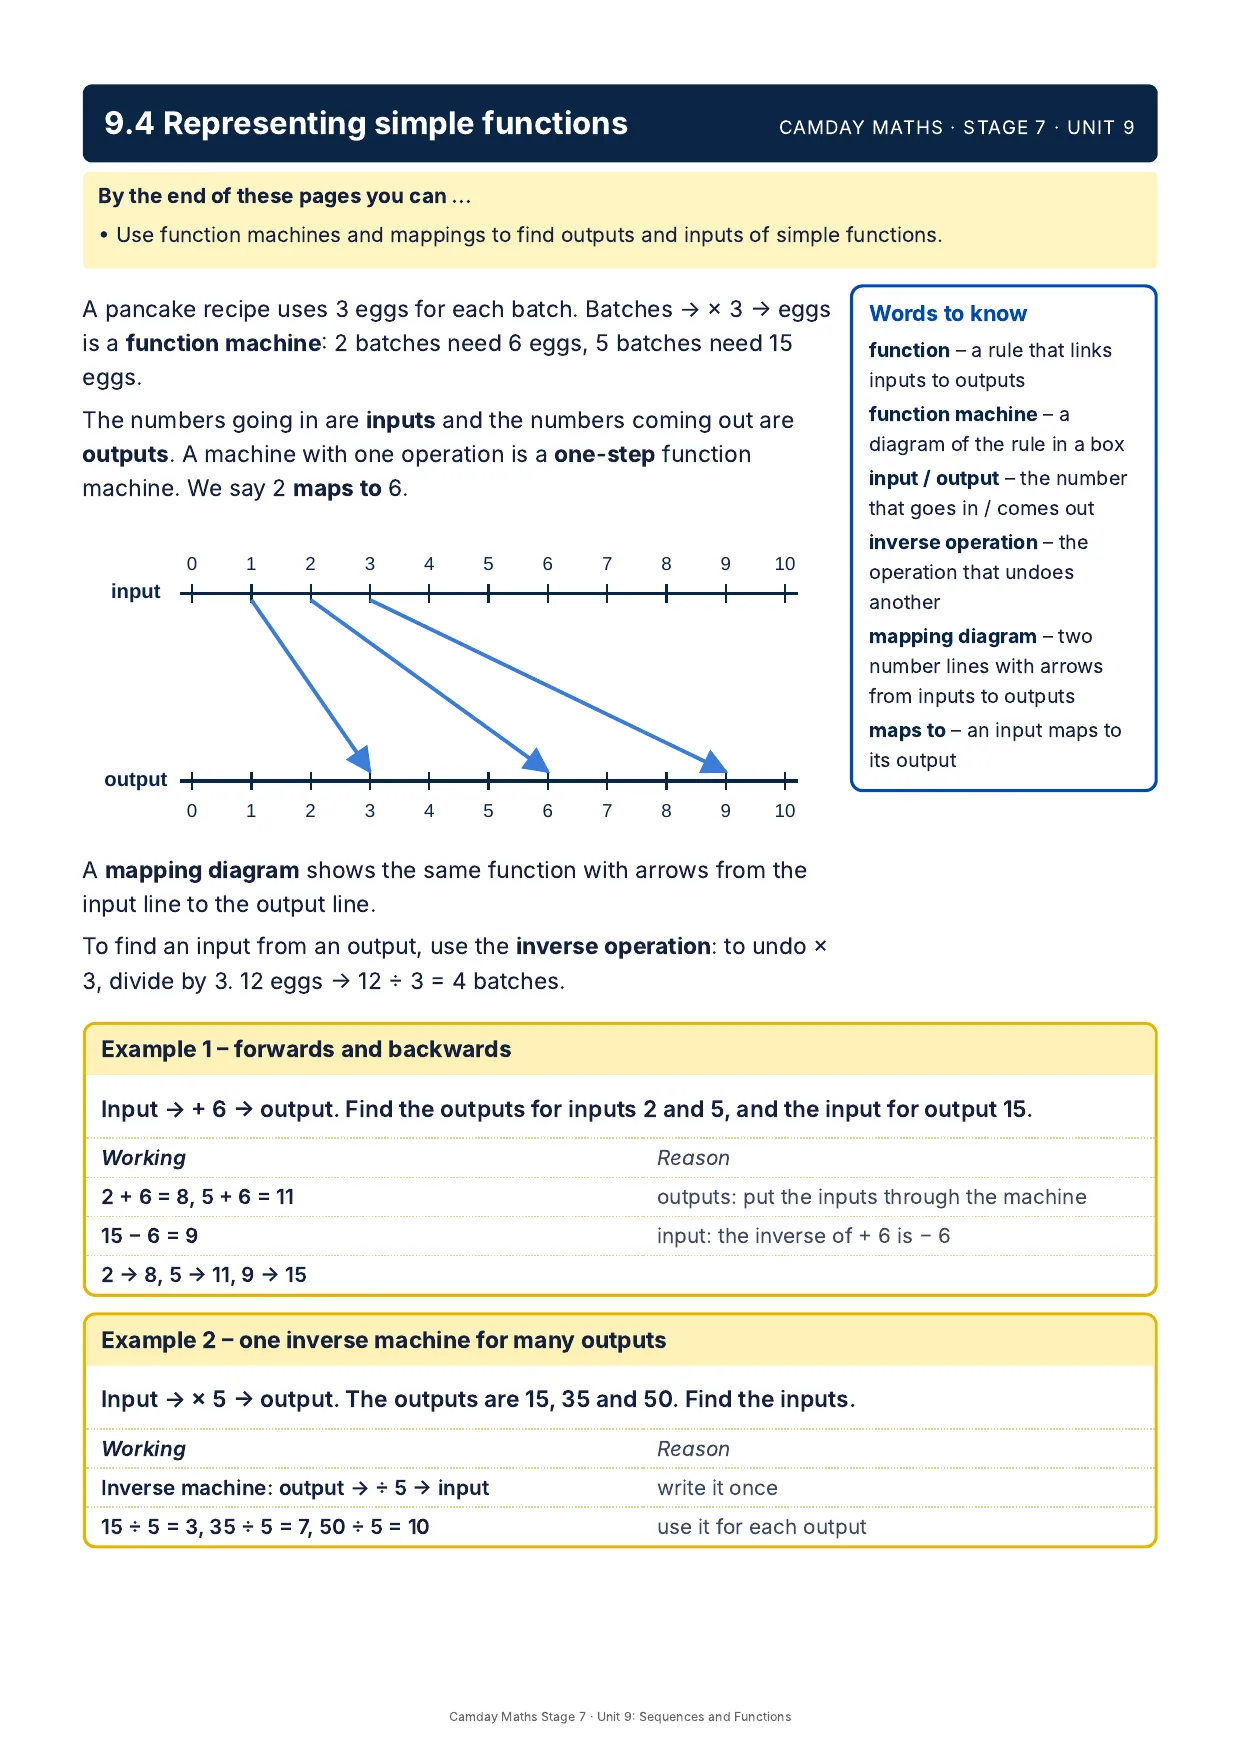 9.4 Representing simple functions
CAMDAY MATHS · STAGE 7 · UNIT 9
By the end of these pages you can …
• Use function machines and mappings to find outputs and inputs of simple functions.
A pancake recipe uses 3 eggs for each batch. Batches → × 3 → eggs
is a function machine: 2 batches need 6 eggs, 5 batches need 15
eggs.
The numbers going in are inputs and the numbers coming out are
outputs. A machine with one operation is a one-step function
machine. We say 2 maps to 6.
0 1 2 3 4 5 6 7 8 9 10
input
output
0 1 2 3 4 5 6 7 8 9 10
A mapping diagram shows the same function with arrows from the
input line to the output line.
To find an input from an output, use the inverse operation: to undo ×
3, divide by 3. 12 eggs → 12 ÷ 3 = 4 batches.
Words to know
function – a rule that links
inputs to outputs
function machine – a
diagram of the rule in a box
input / output – the number
that goes in / comes out
inverse operation – the
operation that undoes
another
mapping diagram – two
number lines with arrows
from inputs to outputs
maps to – an input maps to
its output
Example 1 – forwards and backwards
Input → + 6 → output. Find the outputs for inputs 2 and 5, and the input for output 15.
Working Reason
2 + 6 = 8, 5 + 6 = 11 outputs: put the inputs through the machine
15 − 6 = 9 input: the inverse of + 6 is − 6
2 → 8, 5 → 11, 9 → 15
Example 2 – one inverse machine for many outputs
Input → × 5 → output. The outputs are 15, 35 and 50. Find the inputs.
Working Reason
Inverse machine: output → ÷ 5 → input write it once
15 ÷ 5 = 3, 35 ÷ 5 = 7, 50 ÷ 5 = 10 use it for each output
Camday Maths Stage 7 · Unit 9: Sequences and Functions